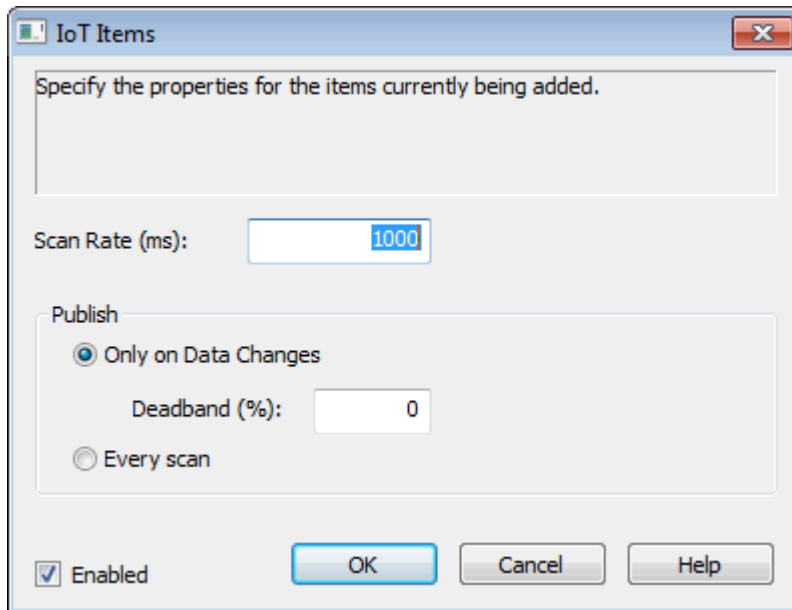 IoT Items
Specify the properties for the items currently being added.
Scan Rate (ms): 1000
Publish
Only on Data Changes
Deadband (%): 0
Every scan
Enabled OK Cancel Help